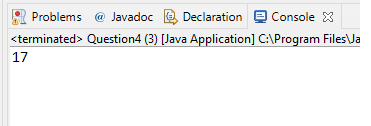 Problems @ Javadoc Declaration Console
<terminated> Question4 (3) [Java Application] C:\Program Files\Ja
17